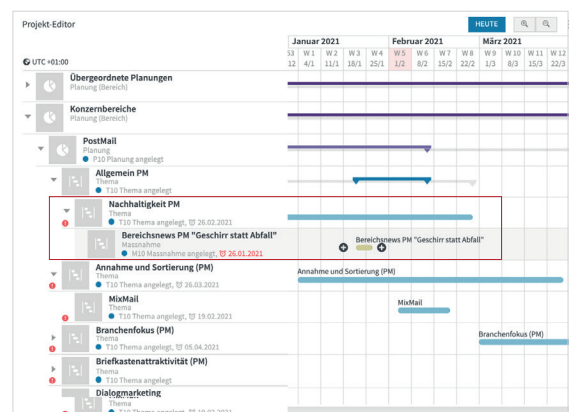 Projekt-Editor
HEUTE
Januar 2021 Februar 2021 März 2021
53 W 1 W 2 W 3 W 4 W 5 W 6 W 7 W 8 W 9 W 10 W 11 W 12
UTC +01:00 12 4/1 11/1 18/1 25/1 1/2 8/2 15/2 22/2 1/3 8/3 15/3 22/3
Übergeordnete Planungen
Planung (Bereich)
Konzernbereiche
Planung (Bereich)
PostMail
Planung
P10 Planung angelegt
Allgemein PM
Thema
T10 Thema angelegt
Nachhaltigkeit PM
Thema
T10 Thema angelegt, 26.02.2021
Bereichsnews PM "Geschirr statt Abfall"
Massnahme
M10 Massnahme angelegt, 26.01.2021
Bereichsnews PM "Geschirr statt Abfall"
Annahme und Sortierung (PM)
Thema
T10 Thema angelegt, 26.03.2021
Annahme und Sortierung (PM)
MixMail
Thema
T10 Thema angelegt, 19.02.2021
MixMail
Branchenfokus (PM)
Thema
T10 Thema angelegt, 05.04.2021
Branchenfokus (PM)
Briefkastenattraktivität (PM)
Thema
T10 Thema angelegt
Dialogmarketing